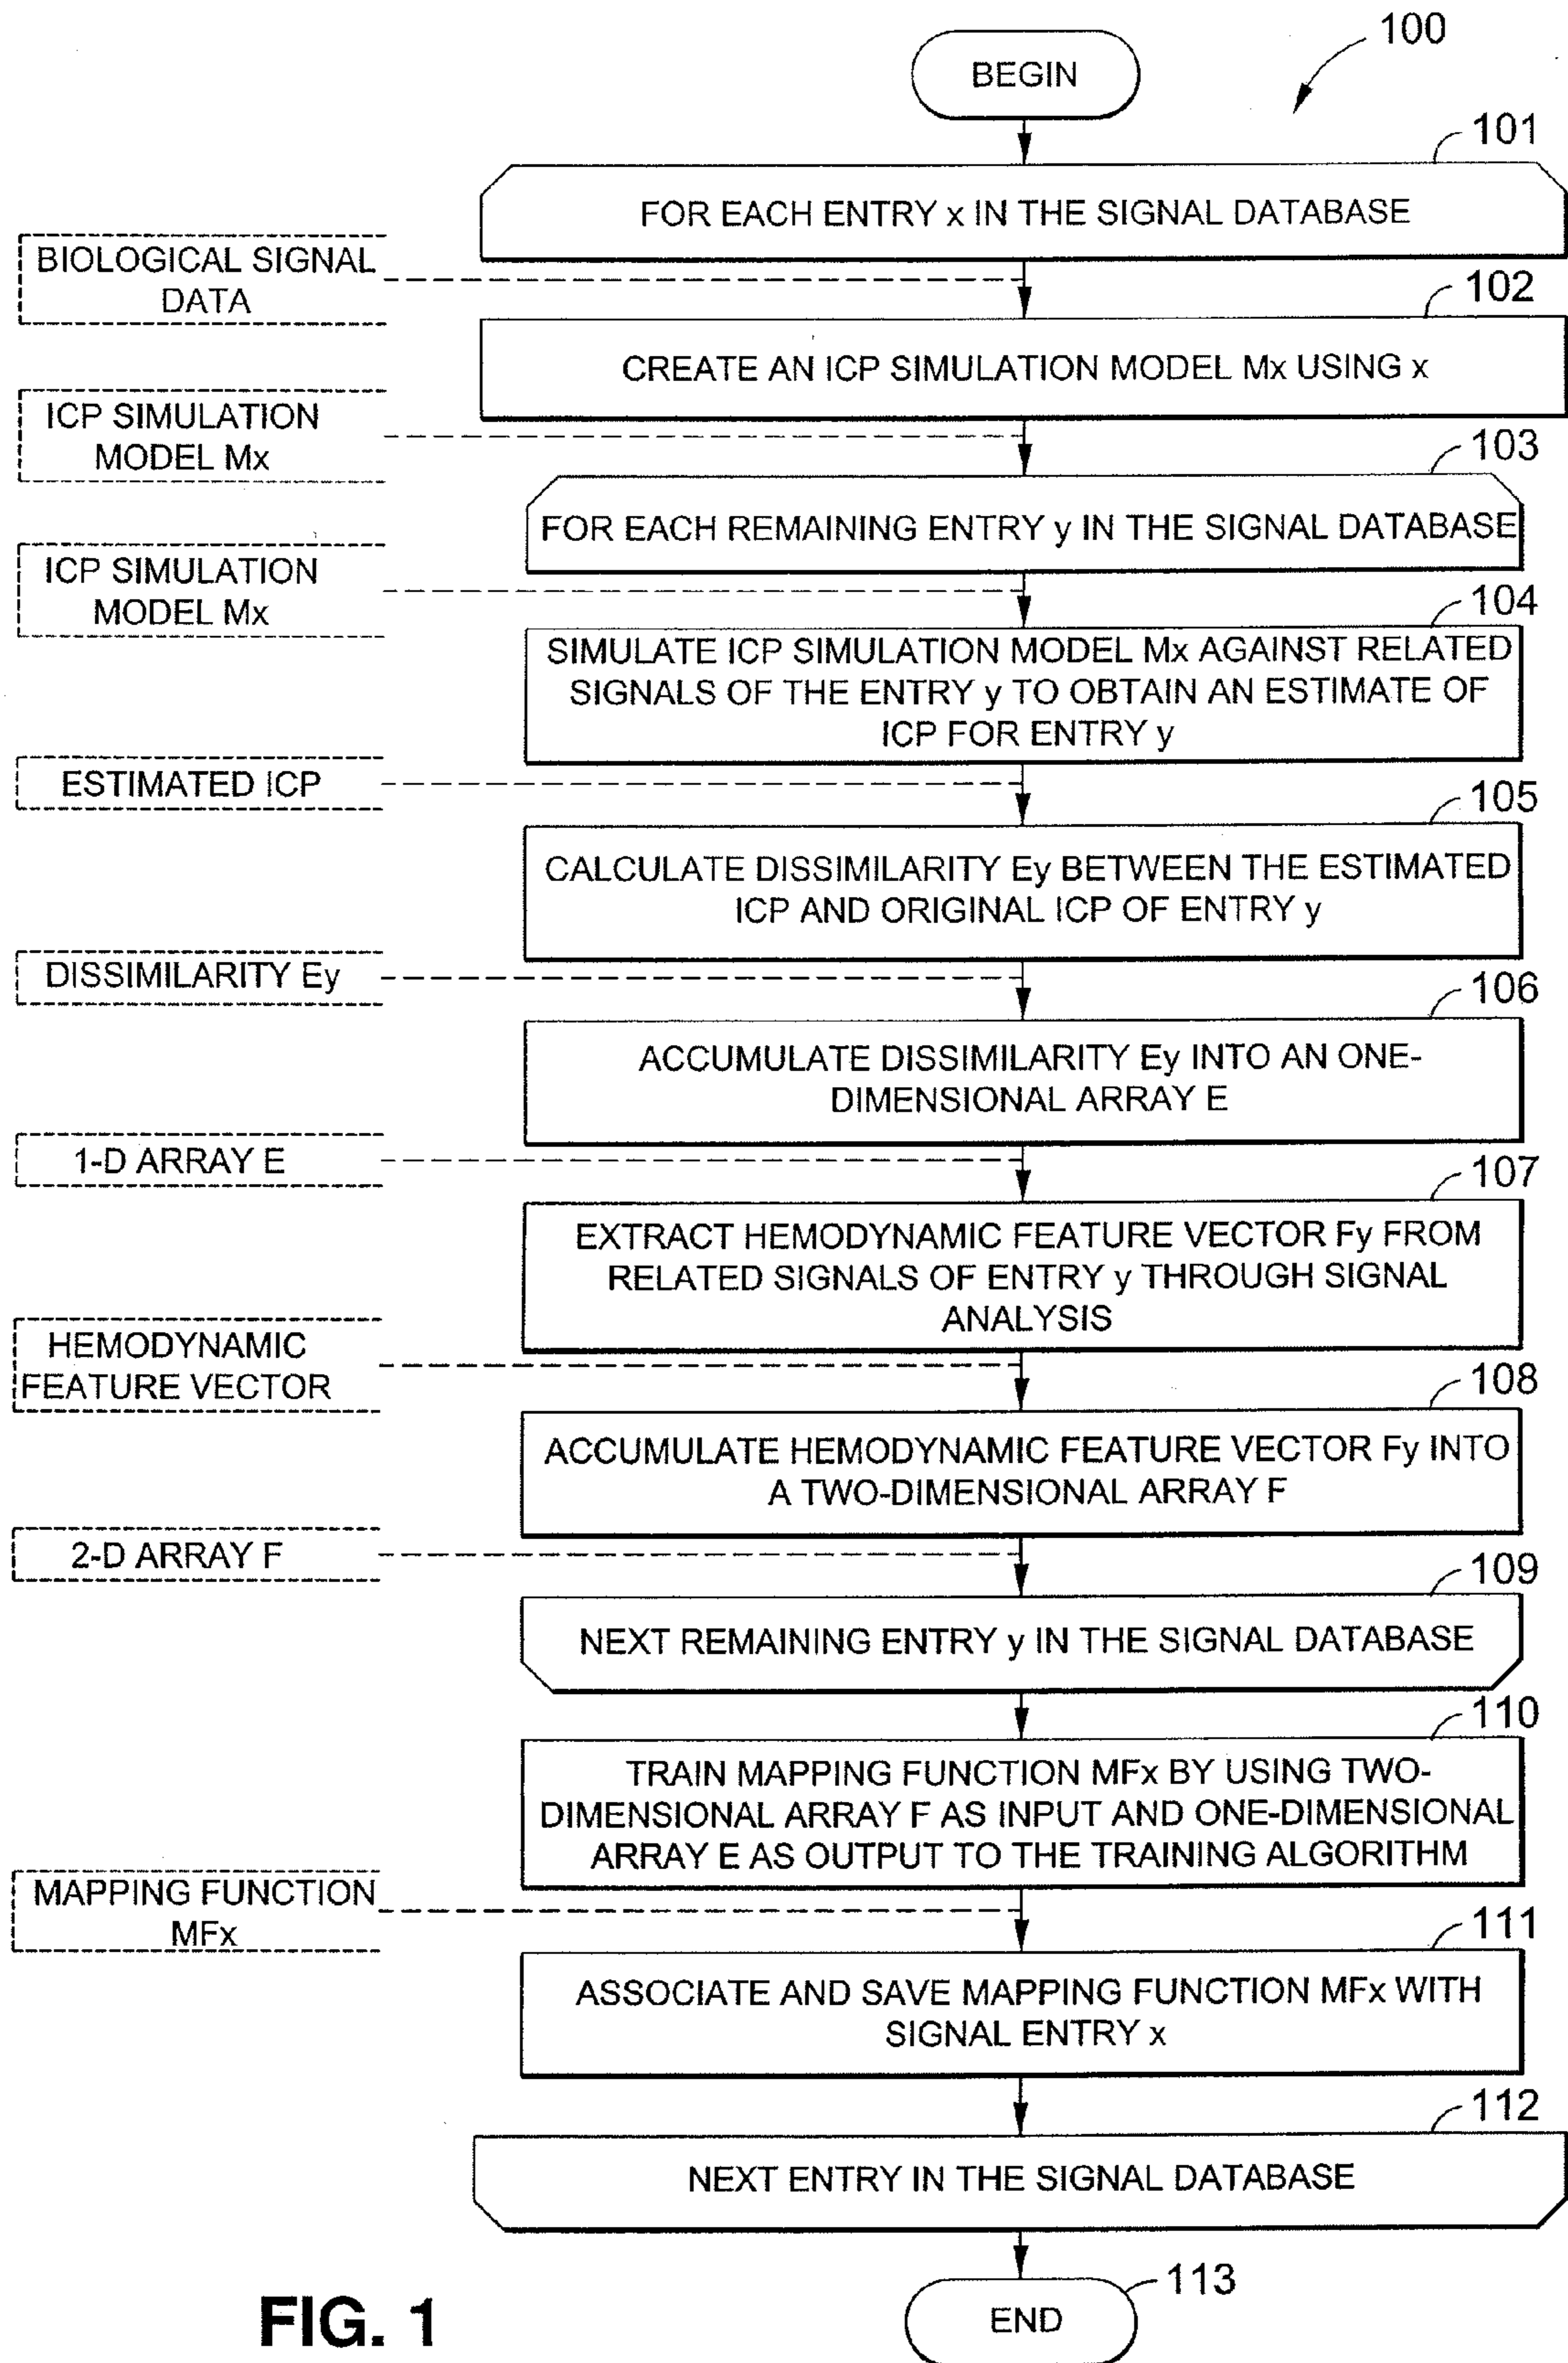 100
BEGIN
101
FOR EACH ENTRY x IN THE SIGNAL DATABASE
BIOLOGICAL SIGNAL
DATA
102
CREATE AN ICP SIMULATION MODEL Mx USING x
ICP SIMULATION
MODEL Mx
103
FOR EACH REMAINING ENTRY y IN THE SIGNAL DATABASE
ICP SIMULATION
MODEL Mx
104
SIMULATE ICP SIMULATION MODEL Mx AGAINST RELATED
SIGNALS OF THE ENTRY y TO OBTAIN AN ESTIMATE OF
ICP FOR ENTRY y
ESTIMATED ICP
105
CALCULATE DISSIMILARITY Ey BETWEEN THE ESTIMATED
ICP AND ORIGINAL ICP OF ENTRY y
DISSIMILARITY Ey
106
ACCUMULATE DISSIMILARITY Ey INTO AN ONE-
DIMENSIONAL ARRAY E
1-D ARRAY E
107
EXTRACT HEMODYNAMIC FEATURE VECTOR Fy FROM
RELATED SIGNALS OF ENTRY y THROUGH SIGNAL
ANALYSIS
HEMODYNAMIC
FEATURE VECTOR
108
ACCUMULATE HEMODYNAMIC FEATURE VECTOR Fy INTO
A TWO-DIMENSIONAL ARRAY F
2-D ARRAY F
109
NEXT REMAINING ENTRY y IN THE SIGNAL DATABASE
110
TRAIN MAPPING FUNCTION MFx BY USING TWO-
DIMENSIONAL ARRAY F AS INPUT AND ONE-DIMENSIONAL
ARRAY E AS OUTPUT TO THE TRAINING ALGORITHM
MAPPING FUNCTION
MFx
111
ASSOCIATE AND SAVE MAPPING FUNCTION MFx WITH
SIGNAL ENTRY x
112
NEXT ENTRY IN THE SIGNAL DATABASE
113
END
FIG. 1